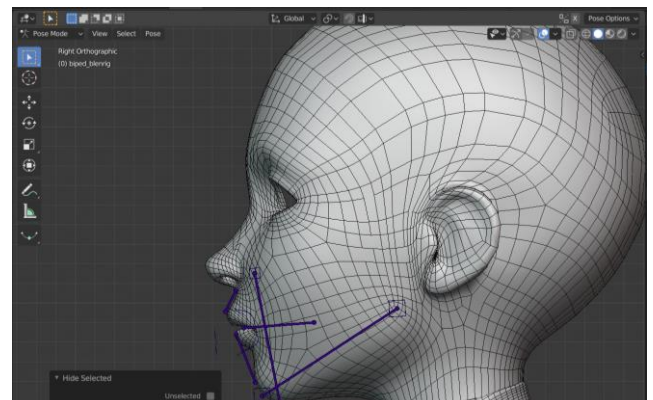 Global
Pose Options
Pose Mode View Select Pose
X
Right Orthographic
(0) biped_blenrig
Hide Selected
Unselected